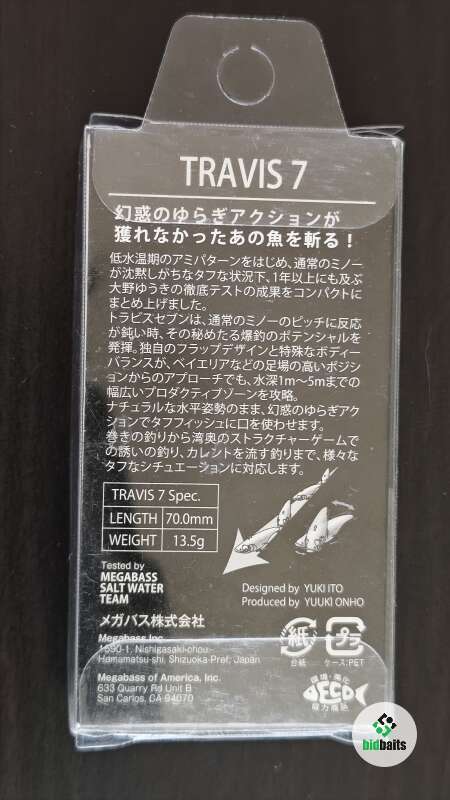 TRAVIS 7
幻惑のゆらぎアクションが
獲れなかったあの魚を斬る！
低水温期のアミパターンをはじめ、通常のミノー
が沈黙しがちなタフな状況下、1年以上にも及ぶ
大野ゆうきの徹底テストの成果をコンパクトに
まとめ上げました。
トラビスセブンは、通常のミノーのピッチに反応
が鈍い時、その秘めたる爆釣のポテンシャルを
発揮。独自のフラップデザインと特殊なボディー
バランスが、ベイエリアなどの足場の高いポジシ
ョンからのアプローチでも、水深1m～5mまでの
幅広いプロダクティブゾーンを攻略。
ナチュラルな水平姿勢のまま、幻惑のゆらぎアク
ションでタフフィッシュに口を使わせます。
巻きの釣りから湾奥のストラクチャーゲームで
の誘いの釣り、カレントを流す釣りまで、様々な
タフなシチュエーションに対応します。
TRAVIS 7 Spec.
LENGTH 70.0mm
WEIGHT 13.5g
Tested by
MEGABASS
SALT WATER
TEAM
Designed by YUKI ITO
Produced by YUUKI ONHO
メガバス株式会社
Megabass Inc.
1690-1, Nishigasaki-chou,
Hamamatsu-shi, Shizuoka-Pref, Japan
Megabass of America, Inc.
633 Quarry Rd Unit B
San Carlos, CA 94070
紙
台紙
プラ
ケース:PET
環境・美化
ECO
協力商品
bidbaits